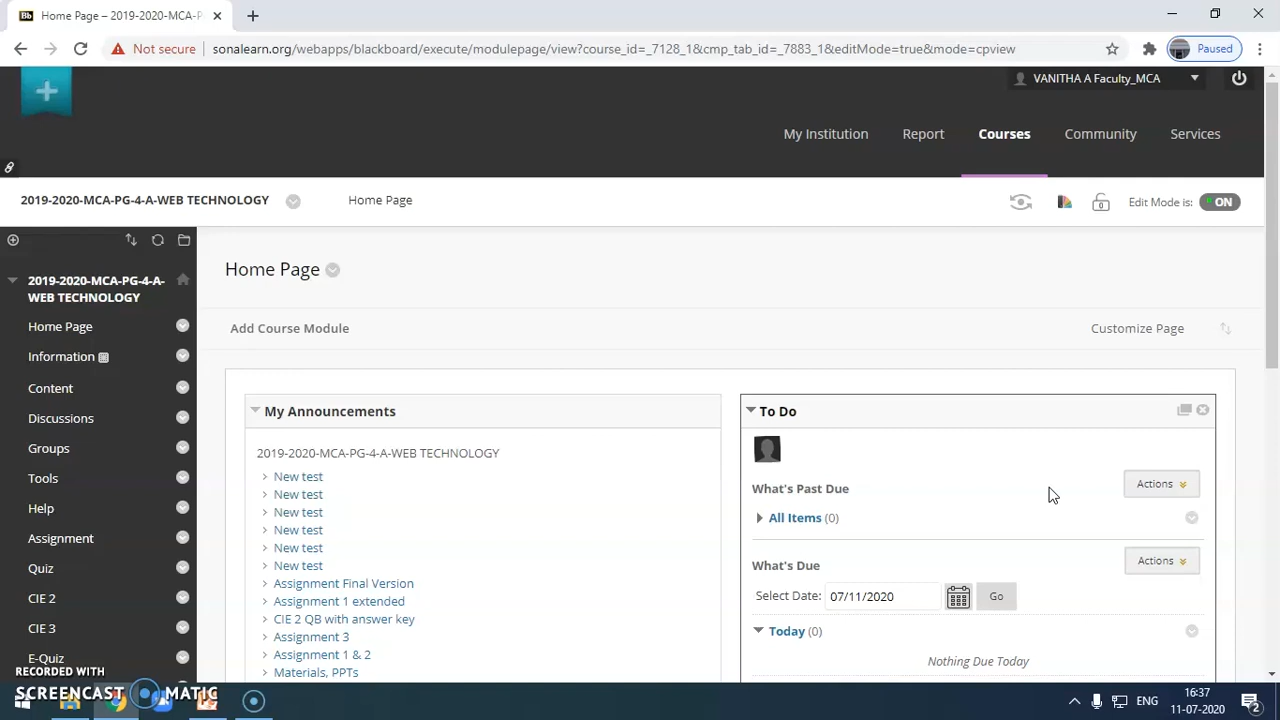 Bb Home Page – 2019-2020-MCA-P
Not secure sonalearn.org/webapps/blackboard/execute/modulepage/view?course_id=_7128_1&cmp_tab_id=_7883_1&editMode=true&mode=cpview Paused
VANITHA A Faculty_MCA
My Institution Report Courses Community Services
2019-2020-MCA-PG-4-A-WEB TECHNOLOGY Home Page Edit Mode is: ON
2019-2020-MCA-PG-4-A-
WEB TECHNOLOGY
Home Page
Information
Content
Discussions
Groups
Tools
Help
Assignment
Quiz
CIE 2
CIE 3
E-Quiz
Home Page
Add Course Module Customize Page
My Announcements
2019-2020-MCA-PG-4-A-WEB TECHNOLOGY
New test
New test
New test
New test
New test
New test
Assignment Final Version
Assignment 1 extended
CIE 2 QB with answer key
Assignment 3
Assignment 1 & 2
Materials, PPTs
To Do
What's Past Due Actions
All Items (0)
What's Due Actions
Select Date: 07/11/2020 Go
Today (0)
Nothing Due Today
RECORDED WITH
SCREENCAST MATIC
ENG 16:37
11-07-2020 2